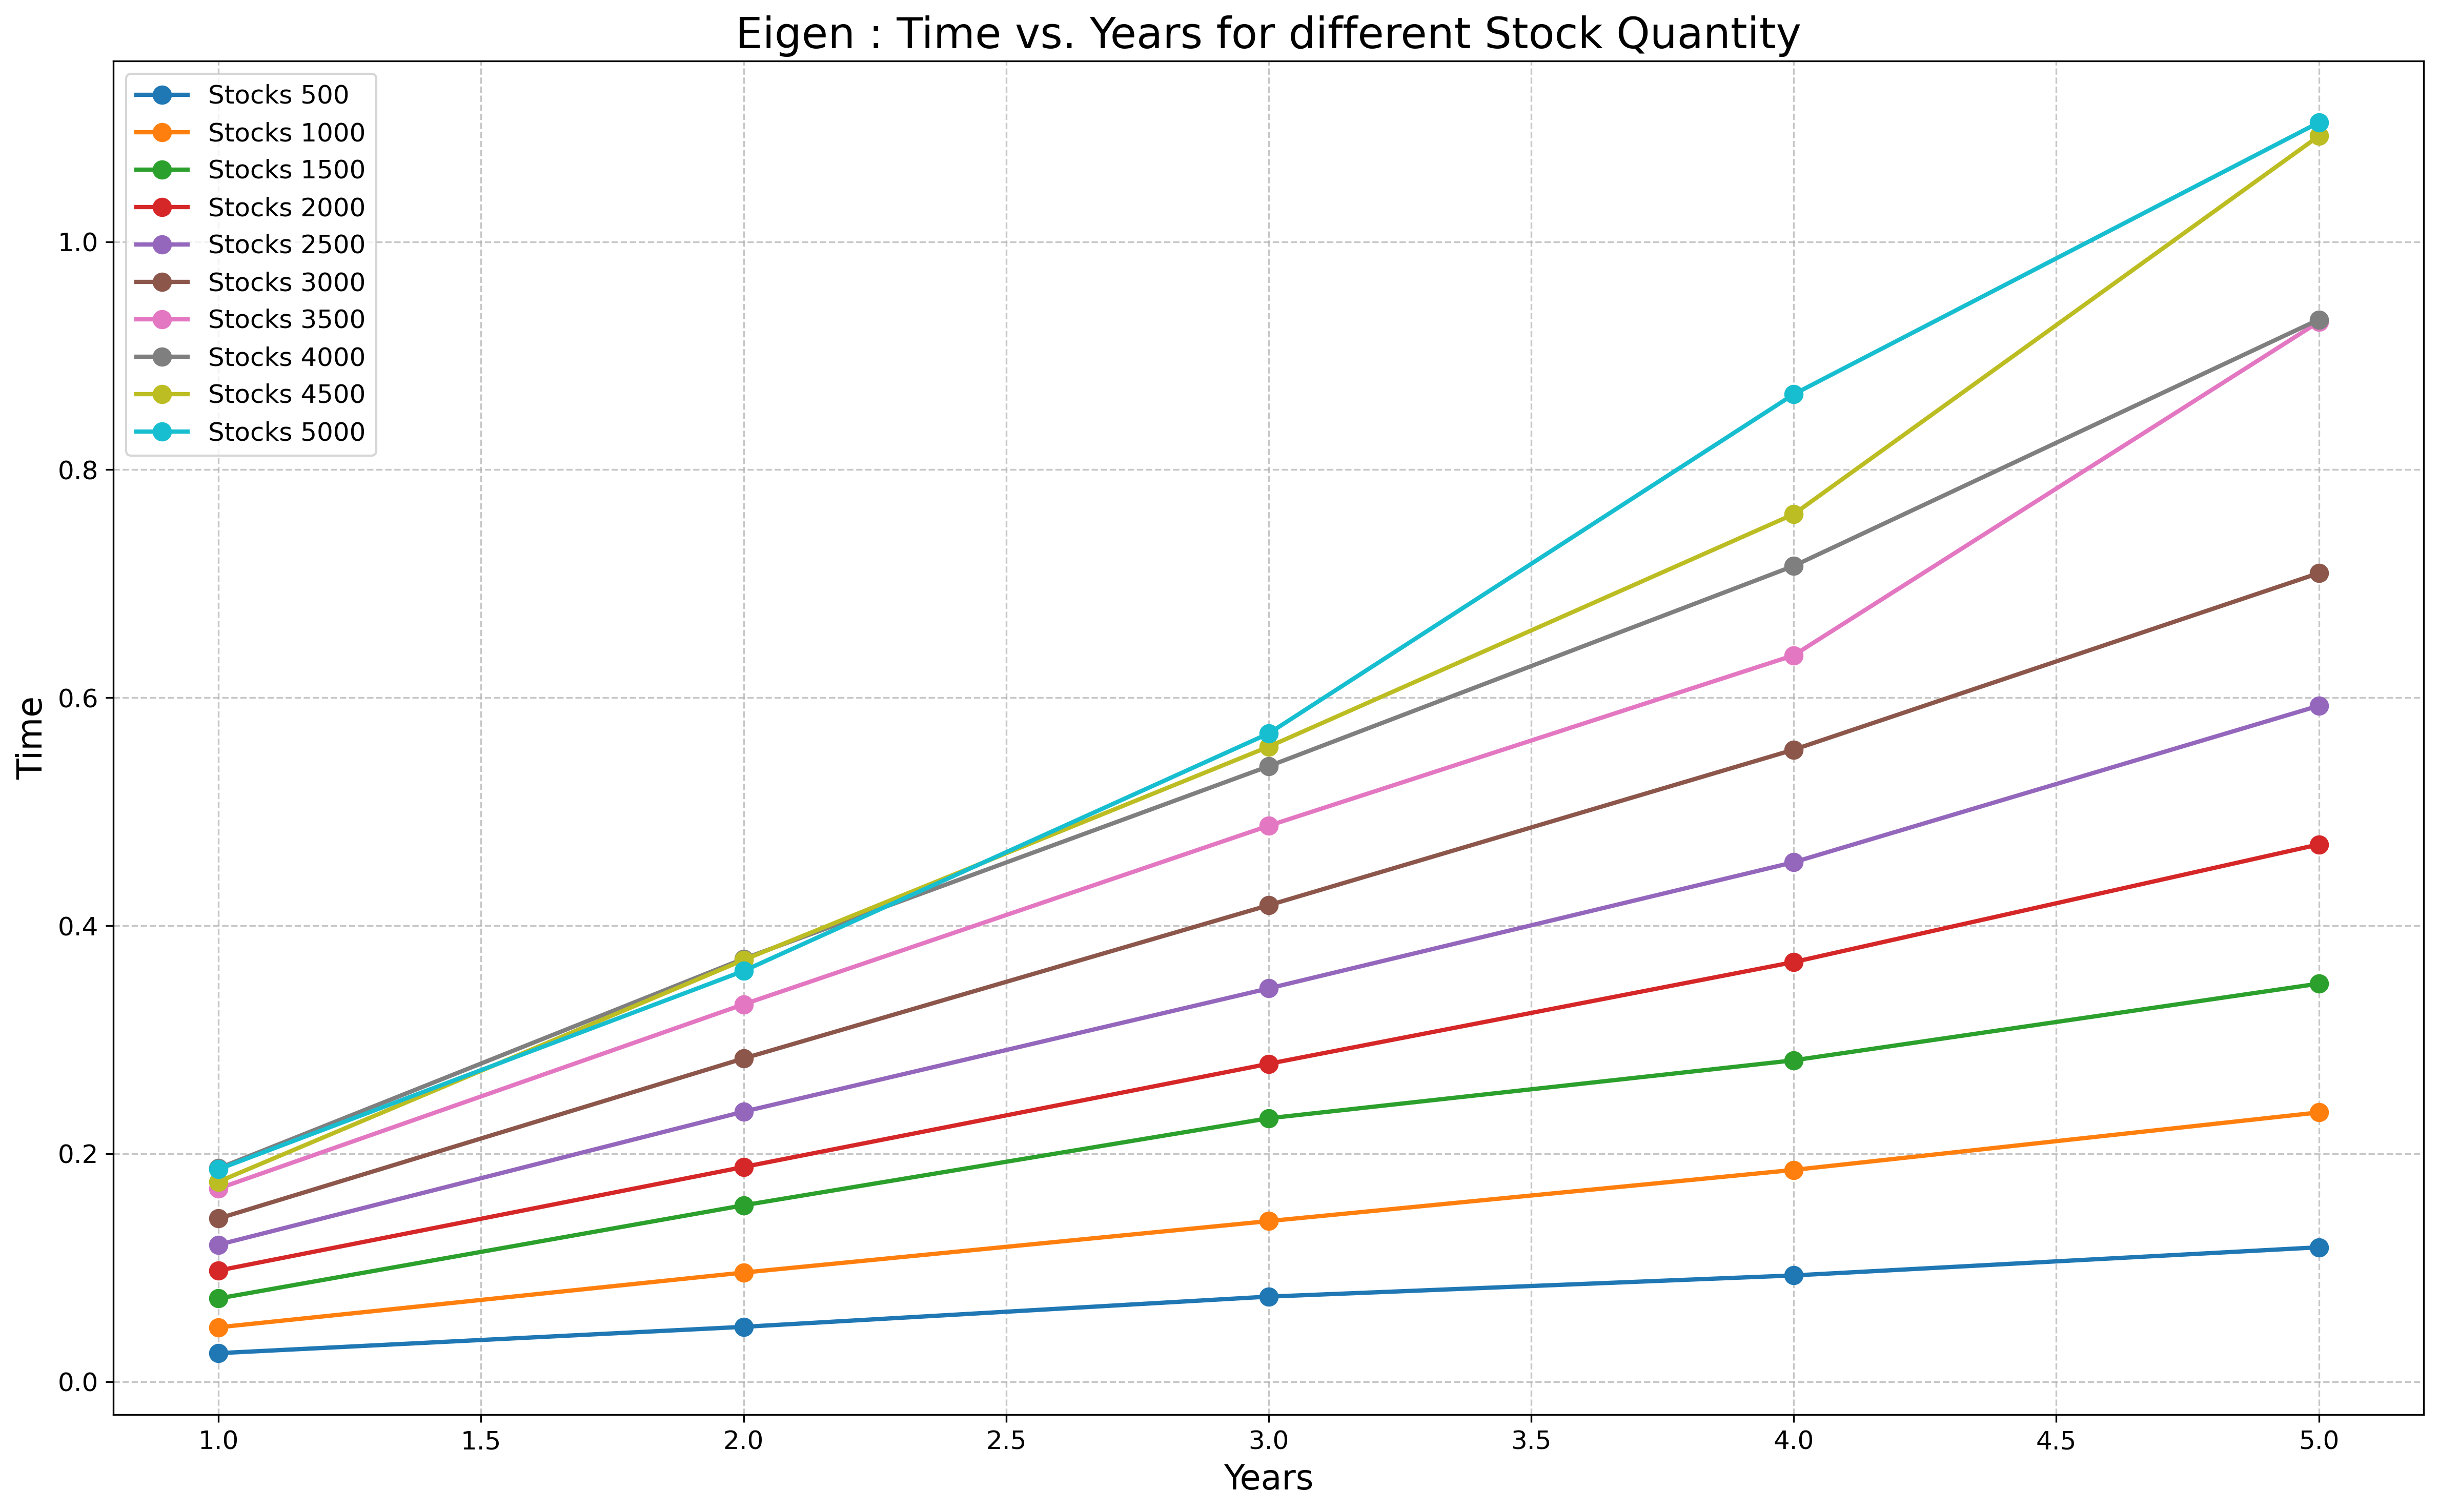 Eigen : Time vs. Years for different Stock Quantity
Stocks 500
Stocks 1000
Stocks 1500
Stocks 2000
Stocks 2500
Stocks 3000
Stocks 3500
Stocks 4000
Stocks 4500
Stocks 5000
1.0
0.8
0.6
0.4
0.2
0.0
Time
1.0 1.5 2.0 2.5 3.0 3.5 4.0 4.5 5.0
Years